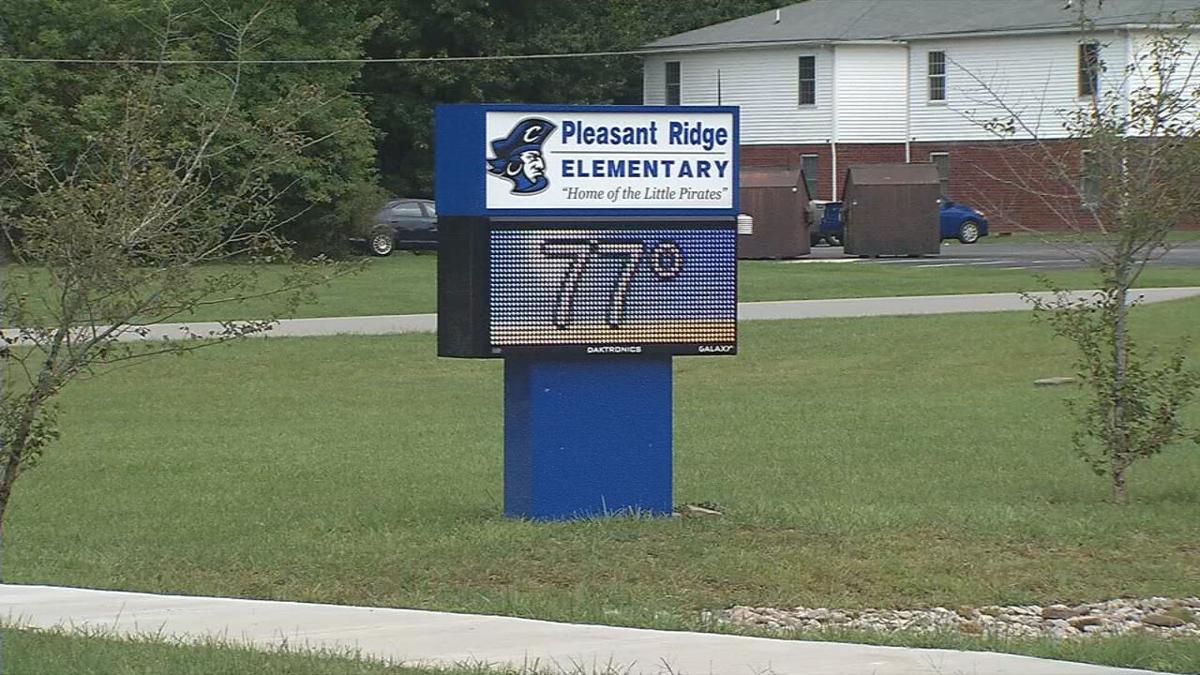 C
Pleasant Ridge
ELEMENTARY
"Home of the Little Pirates"
77°
DAKTRONICS GALAXY